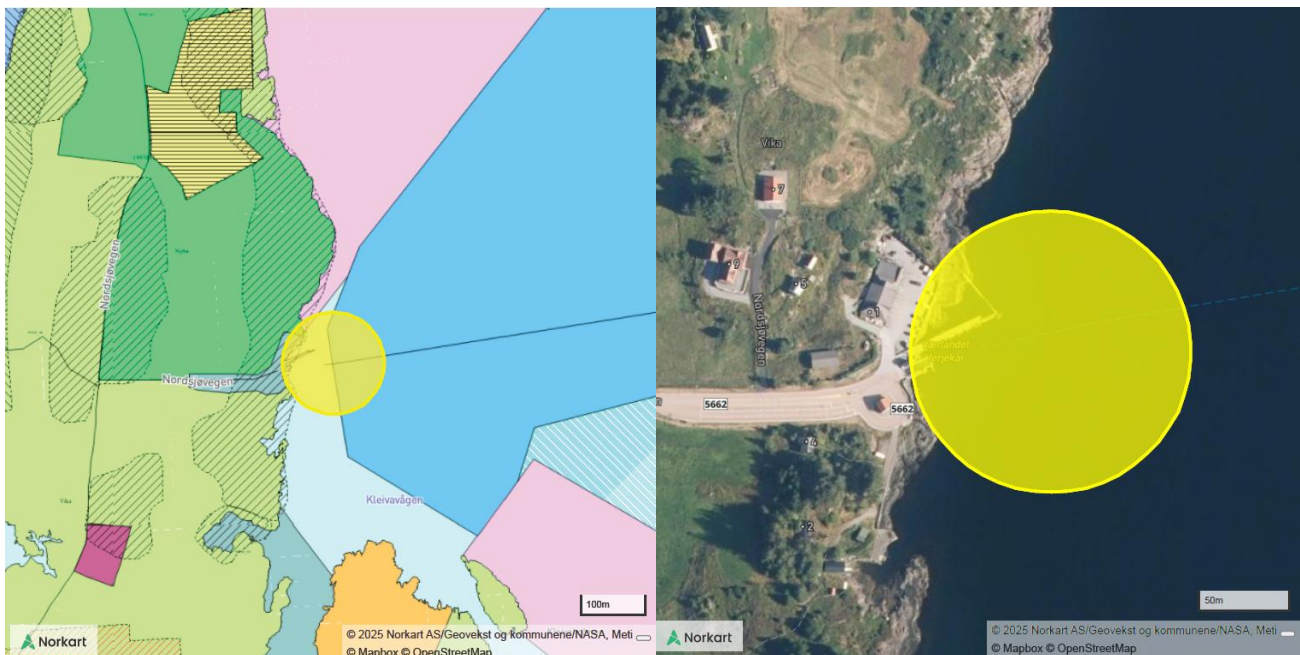 Nordsjøvegen
Nordsjøvegen
Vika
Kleivavågen
100m
Norkart
© 2025 Norkart AS/Geovekst og kommunene/NASA, Meti
© Mapbox © OpenStreetMap
Vika
7
9
5
1
Nordsjøvegen
5662
5662
4
2
50m
Norkart
© 2025 Norkart AS/Geovekst og kommunene/NASA, Meti
© Mapbox © OpenStreetMap